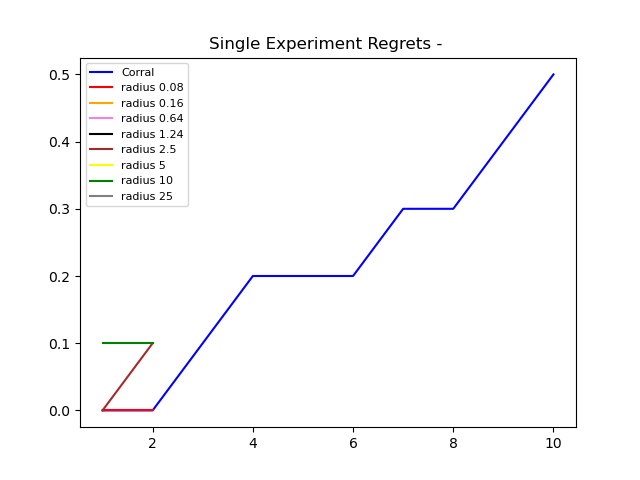 Single Experiment Regrets -
0.5
0.4
0.3
0.2
0.1
0.0
Corral
radius 0.08
radius 0.16
radius 0.64
radius 1.24
radius 2.5
radius 5
radius 10
radius 25
2 4 6 8 10